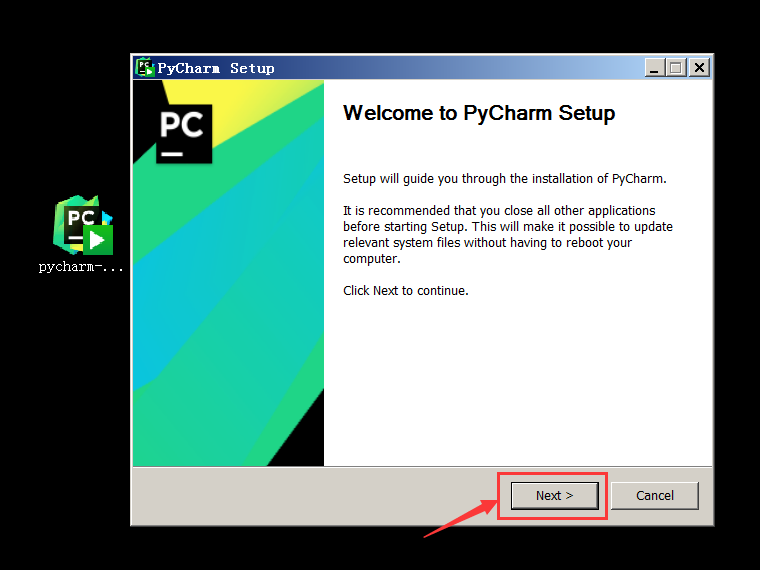 PyCharm Setup
PC
Welcome to PyCharm Setup
Setup will guide you through the installation of PyCharm.
It is recommended that you close all other applications
before starting Setup. This will make it possible to update
relevant system files without having to reboot your
computer.
Click Next to continue.
PC
pycharm-...
Next >
Cancel